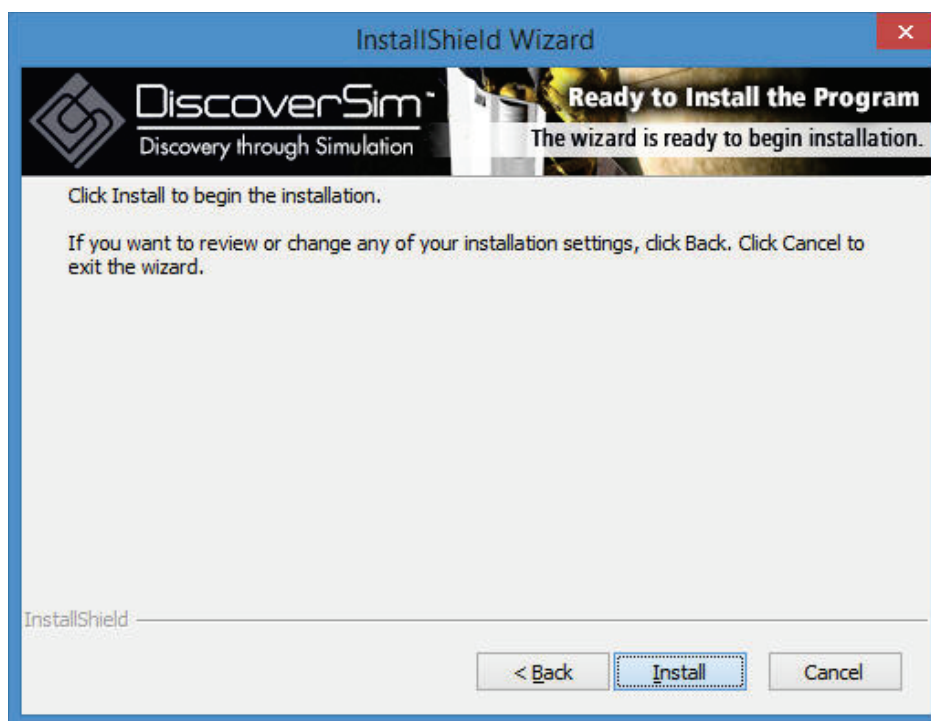 InstallShield Wizard
DiscoverSim™
Discovery through Simulation
Ready to Install the Program
The wizard is ready to begin installation.
Click Install to begin the installation.
If you want to review or change any of your installation settings, click Back. Click Cancel to
exit the wizard.
InstallShield
< Back
Install
Cancel